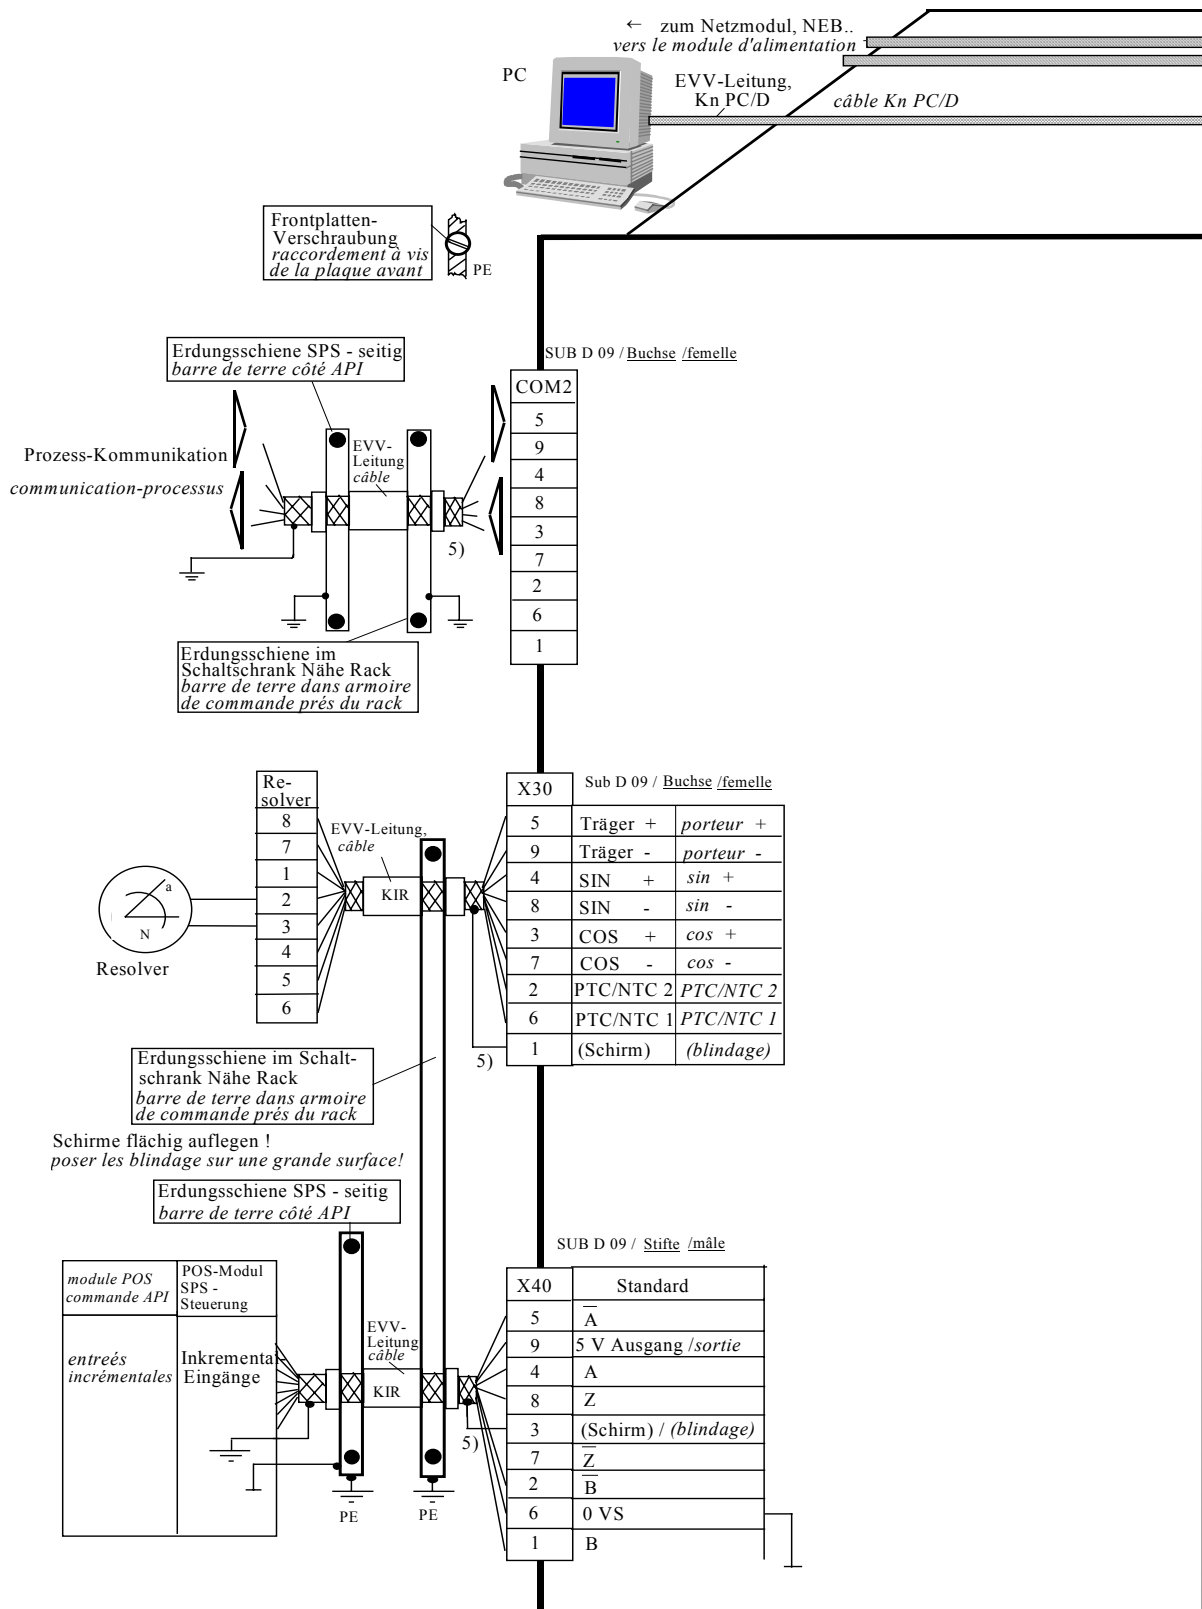 ← zum Netzmodul, NEB..
vers le module d'alimentation
PC
EVV-Leitung,
Kn PC/D
câble Kn PC/D
Frontplatten-
Verschraubung
raccordement à vis
de la plaque avant
PE
Erdungsschiene SPS - seitig
barre de terre côté API
SUB D 09 / Buchse /femelle
COM2
5
9
4
8
3
7
2
6
1
Prozess-Kommunikation
communication-processus
EVV-
Leitung
câble
5)
Erdungsschiene im
Schaltschrank Nähe Rack
barre de terre dans armoire
de commande prés du rack
Re-
solver
8
7
1
2
3
4
5
6
a
N
Resolver
EVV-Leitung,
câble
KIR
X30
Sub D 09 / Buchse /femelle
5 Träger + porteur +
9 Träger - porteur -
4 SIN + sin +
8 SIN - sin -
3 COS + cos +
7 COS - cos -
2 PTC/NTC 2 PTC/NTC 2
6 PTC/NTC 1 PTC/NTC 1
1 (Schirm) (blindage)
5)
Erdungsschiene im Schalt-
schrank Nähe Rack
barre de terre dans armoire
de commande prés du rack
Schirme flächig auflegen !
poser les blindage sur une grande surface!
Erdungsschiene SPS - seitig
barre de terre côté API
SUB D 09 / Stifte /mâle
module POS
commande API
POS-Modul
SPS -
Steuerung
entreés
incrémentales
Inkremental-
Eingänge
EVV-
Leitung
câble
KIR
5)
PE
PE
X40 Standard
5 A̅
9 5 V Ausgang /sortie
4 A
8 Z
3 (Schirm) / (blindage)
7 Z̅
2 B̅
6 0 VS
1 B